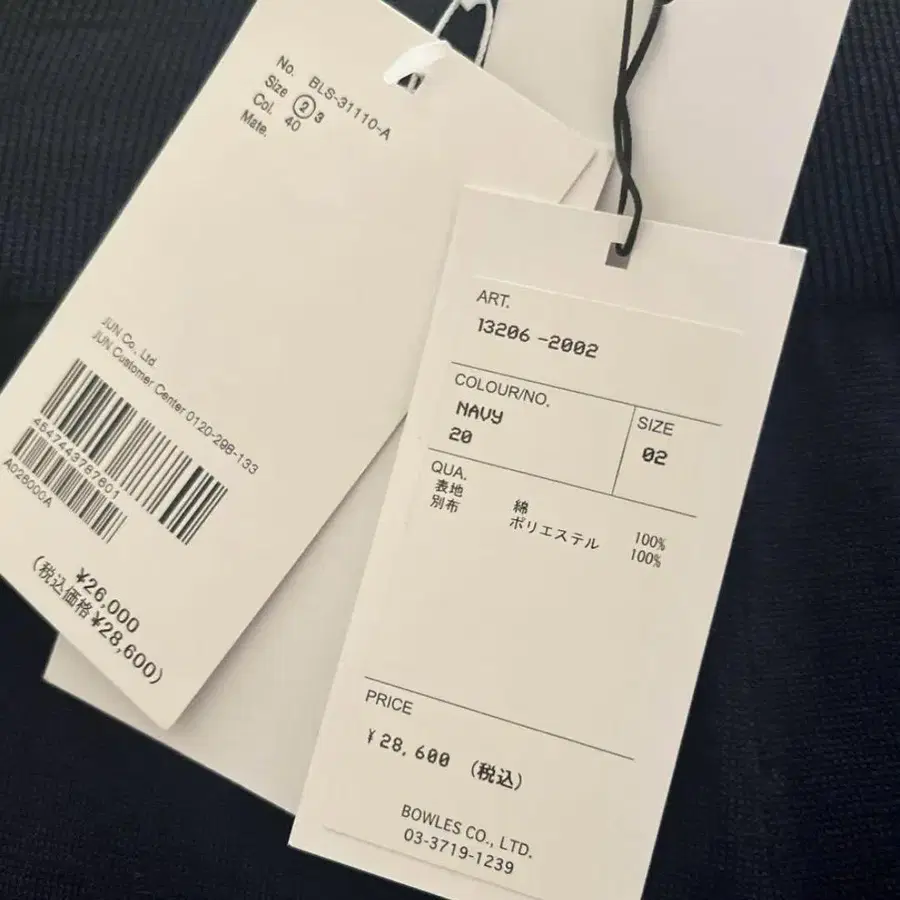 No. BLS-31110-A
Size ② 3
Col. 40
Mate.
JUN Co., Ltd.
JUN Customer Center 0120-298-133
4547443787601
A026000A
¥26,000
(税込価格¥28,600)
ART.
13206-2002
COLOUR/NO.
NAVY
20
SIZE
02
QUA.
表地 綿 100%
別布 ポリエステル 100%
PRICE
¥28,600 (税込)
BOWLES CO., LTD.
03-3719-1239